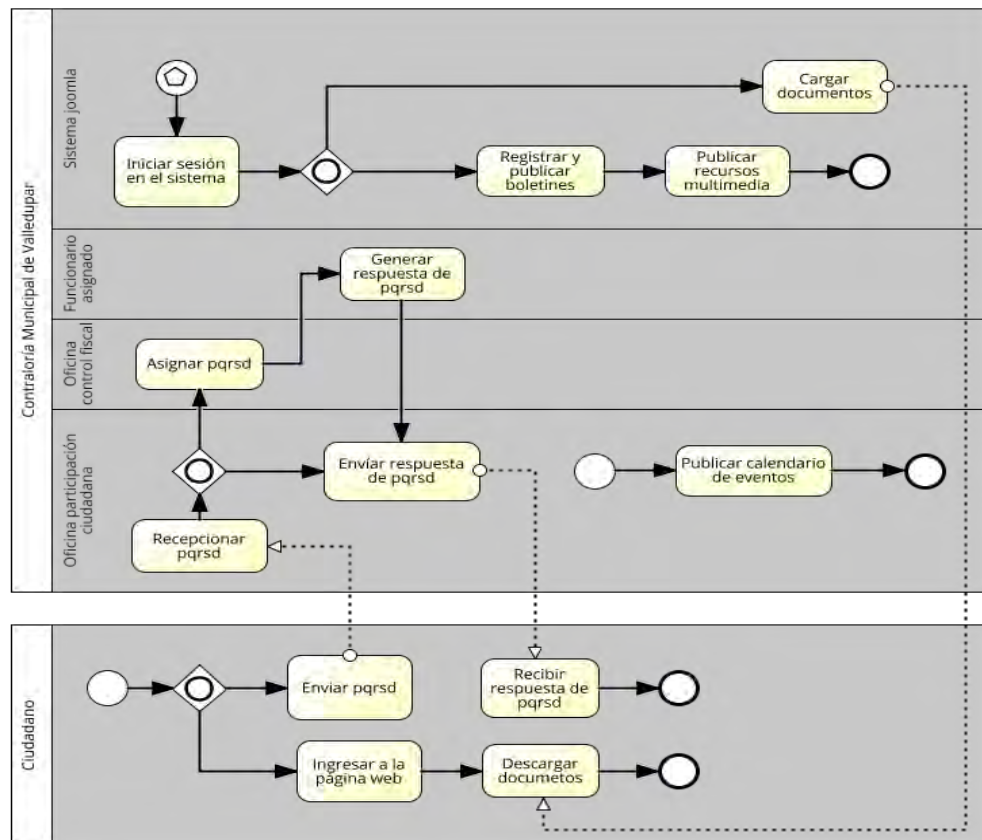 Contraloría Municipal de Valledupar
Sistema joomla
Iniciar sesión
en el sistema
Cargar
documentos
Registrar y
publicar
boletines
Publicar
recursos
multimedia
Funcionario
asignado
Generar
respuesta de
pqrsd
Oficina
control fiscal
Asignar pqrsd
Oficina participación
ciudadana
Envíar respuesta
de pqrsd
Publicar calendario
de eventos
Recepcionar
pqrsd
Ciudadano
Enviar pqrsd
Recibir
respuesta de
pqrsd
Ingresar a la
página web
Descargar
documetos